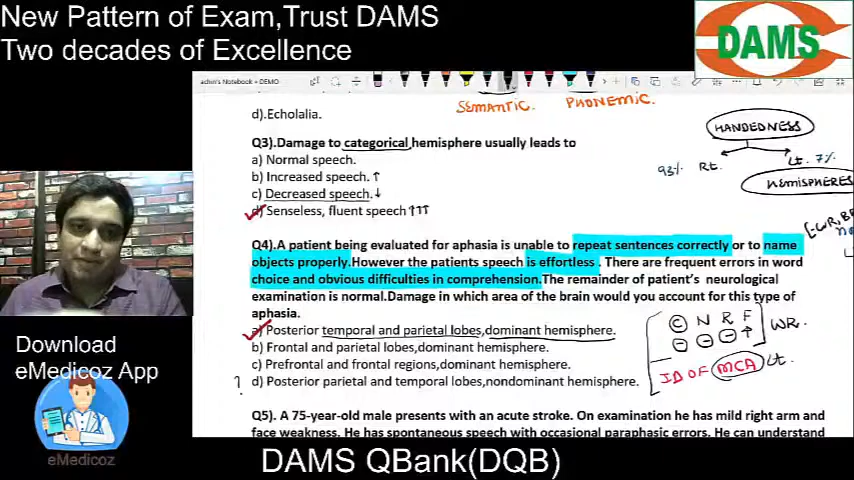 New Pattern of Exam,Trust DAMS
Two decades of Excellence
DAMS
achin's Notebook › DEMO
SEMANTIC. PHONEMIC.
d).Echolalia.
HANDEDNESS
93% Rt. Lt. 7%
HEMISPHERES
Q3).Damage to categorical hemisphere usually leads to
a) Normal speech.
b) Increased speech. ↑
c) Decreased speech. ↓
d) Senseless, fluent speech ↑↑↑
Q4).A patient being evaluated for aphasia is unable to repeat sentences correctly or to name
objects properly.However the patients speech is effortless . There are frequent errors in word
choice and obvious difficulties in comprehension.The remainder of patient's neurological
examination is normal.Damage in which area of the brain would you account for this type of
aphasia.
a) Posterior temporal and parietal lobes,dominant hemisphere.
b) Frontal and parietal lobes,dominant hemisphere.
c) Prefrontal and frontal regions,dominant hemisphere.
? d) Posterior parietal and temporal lobes,nondominant hemisphere.
C N R F WR.
- - - ↑
ID OF MCA Lt.
Q5). A 75-year-old male presents with an acute stroke. On examination he has mild right arm and
face weakness. He has spontaneous speech with occasional paraphasic errors. He can understand
Download
eMedicoz App
eMedicoz
DAMS QBank(DQB)